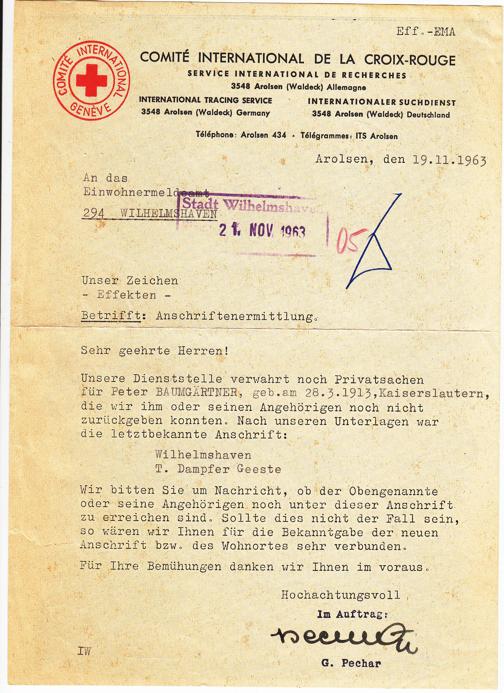 Eff.-EMA
COMITÉ INTERNATIONAL
GENÈVE
COMITÉ INTERNATIONAL DE LA CROIX-ROUGE
SERVICE INTERNATIONAL DE RECHERCHES
3548 Arolsen (Waldeck) Allemagne
INTERNATIONAL TRACING SERVICE INTERNATIONALER SUCHDIENST
3548 Arolsen (Waldeck) Germany 3548 Arolsen (Waldeck) Deutschland
Téléphone: Arolsen 434 · Télégrammes: ITS Arolsen
Arolsen, den 19.11.1963
An das
Einwohnermeldeamt
294 WILHELMSHAVEN
Stadt Wilhelmshaven
21. NOV. 1963
05
Unser Zeichen
- Effekten -
Betrifft: Anschriftenermittlung.
Sehr geehrte Herren!
Unsere Dienststelle verwahrt noch Privatsachen
für Peter BAUMGÄRTNER, geb.am 28.3.1913,Kaiserslautern,
die wir ihm oder seinen Angehörigen noch nicht
zurückgeben konnten. Nach unseren Unterlagen war
die letztbekannte Anschrift:
Wilhelmshaven
T. Dampfer Geeste
Wir bitten Sie um Nachricht, ob der Obengenannte
oder seine Angehörigen noch unter dieser Anschrift
zu erreichen sind. Sollte dies nicht der Fall sein,
so wären wir Ihnen für die Bekanntgabe der neuen
Anschrift bzw. des Wohnortes sehr verbunden.
Für Ihre Bemühungen danken wir Ihnen im voraus.
Hochachtungsvoll
Im Auftrag:
G. Pechar
IW